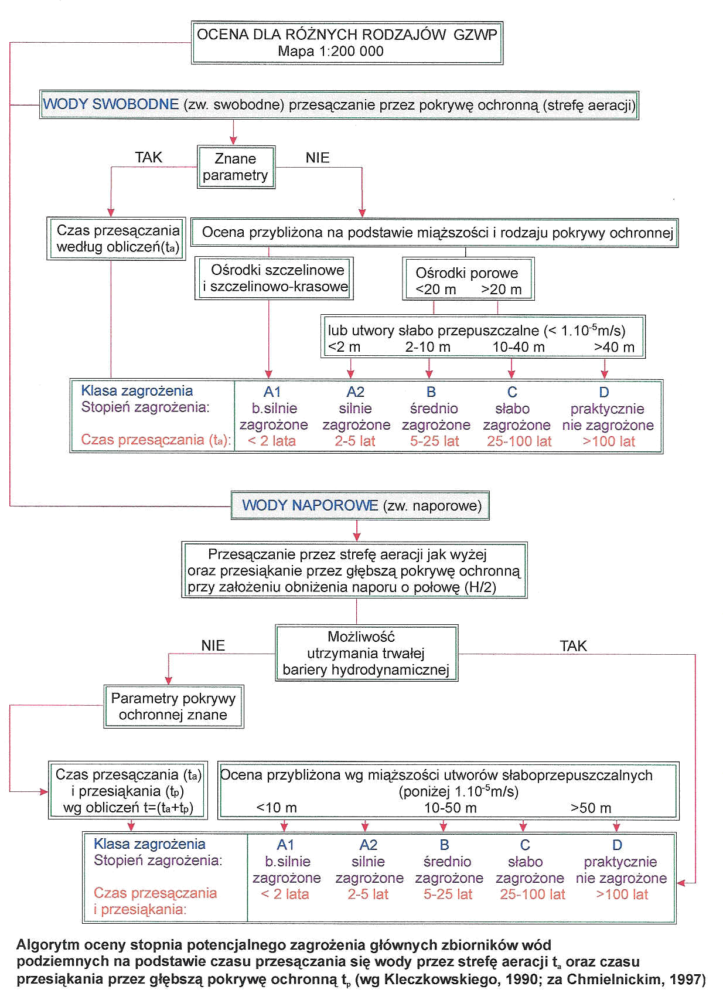 OCENA DLA RÓŻNYCH RODZAJÓW GZWP
Mapa 1:200 000
WODY SWOBODNE (zw. swobodne) przesączanie przez pokrywę ochronną (strefę aeracji)
TAK
Znane
parametry
NIE
Czas przesączania
według obliczeń(ta)
Ocena przybliżona na podstawie miąższości i rodzaju pokrywy ochronnej
Ośrodki szczelinowe
i szczelinowo-krasowe
Ośrodki porowe
<20 m >20 m
lub utwory słabo przepuszczalne (< 1.10⁻⁵m/s)
<2 m 2-10 m 10-40 m >40 m
Klasa zagrożenia A1 A2 B C D
Stopień zagrożenia: b.silnie silnie średnio słabo praktycznie
zagrożone zagrożone zagrożone zagrożone nie zagrożone
Czas przesączania (ta): < 2 lata 2-5 lat 5-25 lat 25-100 lat >100 lat
WODY NAPOROWE (zw. naporowe)
Przesączanie przez strefę aeracji jak wyżej
oraz przesiąkanie przez głębszą pokrywę ochronną
przy założeniu obniżenia naporu o połowę (H/2)
NIE
Możliwość
utrzymania trwałej
bariery hydrodynamicznej
TAK
Parametry pokrywy
ochronnej znane
Czas przesączania (ta)
i przesiąkania (tp)
wg obliczeń t=(ta+tp)
Ocena przybliżona wg miąższości utworów słaboprzepuszczalnych
(poniżej 1.10⁻⁵m/s)
<10 m 10-50 m >50 m
Klasa zagrożenia A1 A2 B C D
Stopień zagrożenia: b.silnie silnie średnio słabo praktycznie
zagrożone zagrożone zagrożone zagrożone nie zagrożone
Czas przesączania < 2 lata 2-5 lat 5-25 lat 25-100 lat >100 lat
i przesiąkania:
Algorytm oceny stopnia potencjalnego zagrożenia głównych zbiorników wód
podziemnych na podstawie czasu przesączania się wody przez strefę aeracji ta oraz czasu
przesiąkania przez głębszą pokrywę ochronną tp (wg Kleczkowskiego, 1990; za Chmielnickim, 1997)